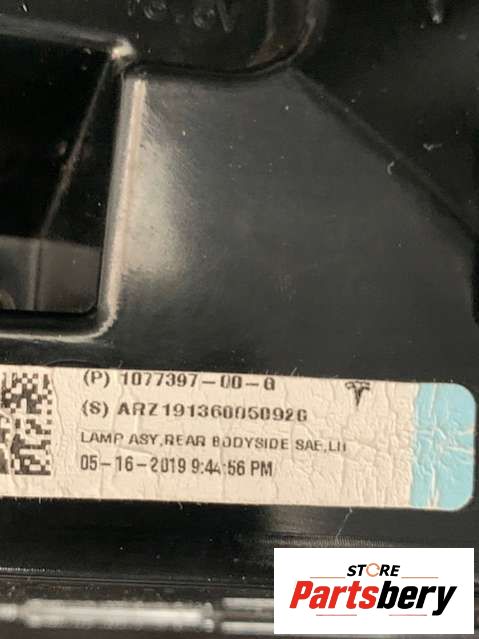 (P) 1077397-00-G
(S) ARZ19136005092G
LAMP ASY, REAR BODYSIDE SAE, LH
05-16-2019 9:44:56 PM
STORE
Partsbery